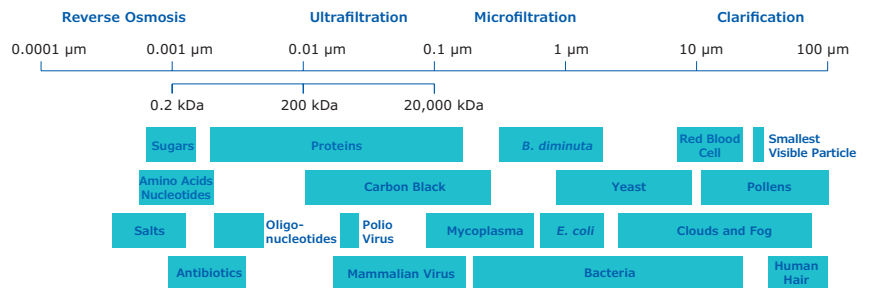 Reverse Osmosis Ultrafiltration Microfiltration Clarification
0.0001 µm 0.001 µm 0.01 µm 0.1 µm 1 µm 10 µm 100 µm
0.2 kDa 200 kDa 20,000 kDa
Sugars Proteins B. diminuta Red Blood Cell Smallest Visible Particle
Amino Acids Nucleotides Carbon Black Yeast Pollens
Salts Oligo-nucleotides Polio Virus Mycoplasma E. coli Clouds and Fog
Antibiotics Mammalian Virus Bacteria Human Hair